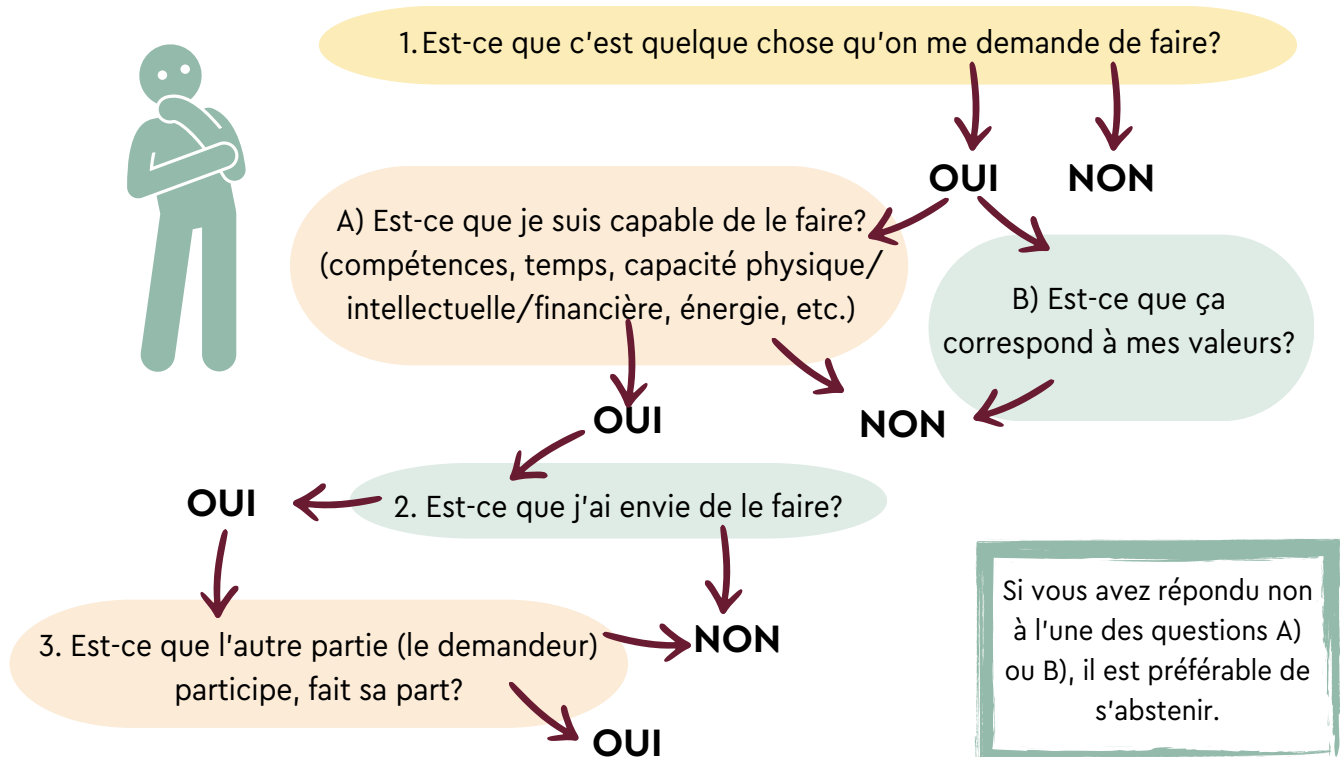 1. Est-ce que c'est quelque chose qu'on me demande de faire?
OUI
NON
A) Est-ce que je suis capable de le faire?
(compétences, temps, capacité physique/
intellectuelle/financière, énergie, etc.)
B) Est-ce que ça
correspond à mes valeurs?
OUI
NON
OUI
2. Est-ce que j'ai envie de le faire?
3. Est-ce que l'autre partie (le demandeur)
participe, fait sa part?
NON
OUI
Si vous avez répondu non
à l'une des questions A)
ou B), il est préférable de
s'abstenir.